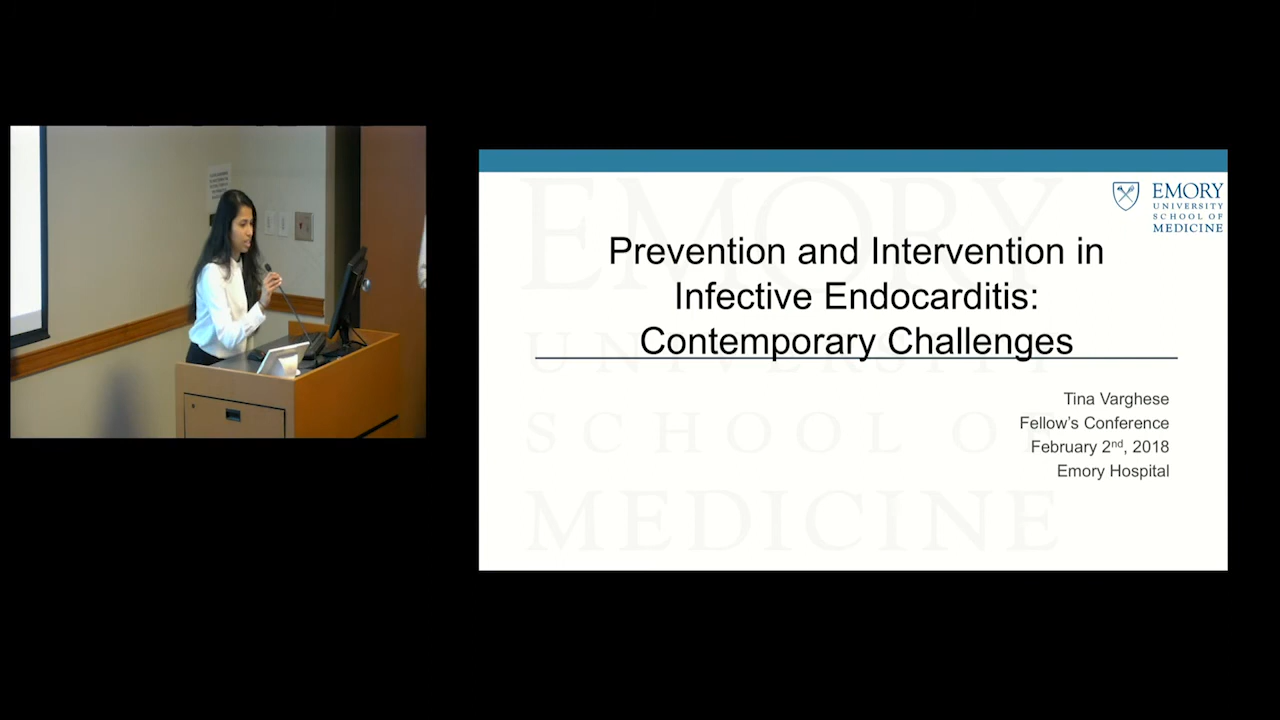 EMORY
UNIVERSITY
SCHOOL OF
MEDICINE
Prevention and Intervention in
Infective Endocarditis:
Contemporary Challenges
Tina Varghese
Fellow's Conference
February 2nd, 2018
Emory Hospital
EMORY
UNIVERSITY
SCHOOL OF
MEDICINE